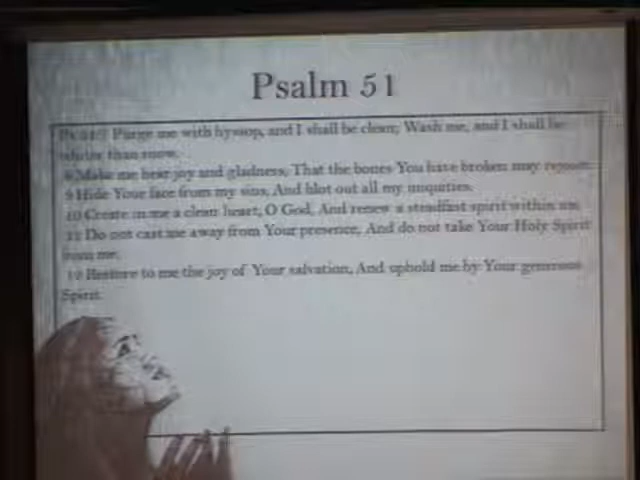 Psalm 51
Ps 51:7 Purge me with hyssop, and I shall be clean; Wash me, and I shall be
whiter than snow.
8 Make me hear joy and gladness, That the bones You have broken may rejoice.
9 Hide Your face from my sins, And blot out all my iniquities.
10 Create in me a clean heart, O God, And renew a steadfast spirit within me.
11 Do not cast me away from Your presence, And do not take Your Holy Spirit
from me.
12 Restore to me the joy of Your salvation, And uphold me by Your generous
Spirit.